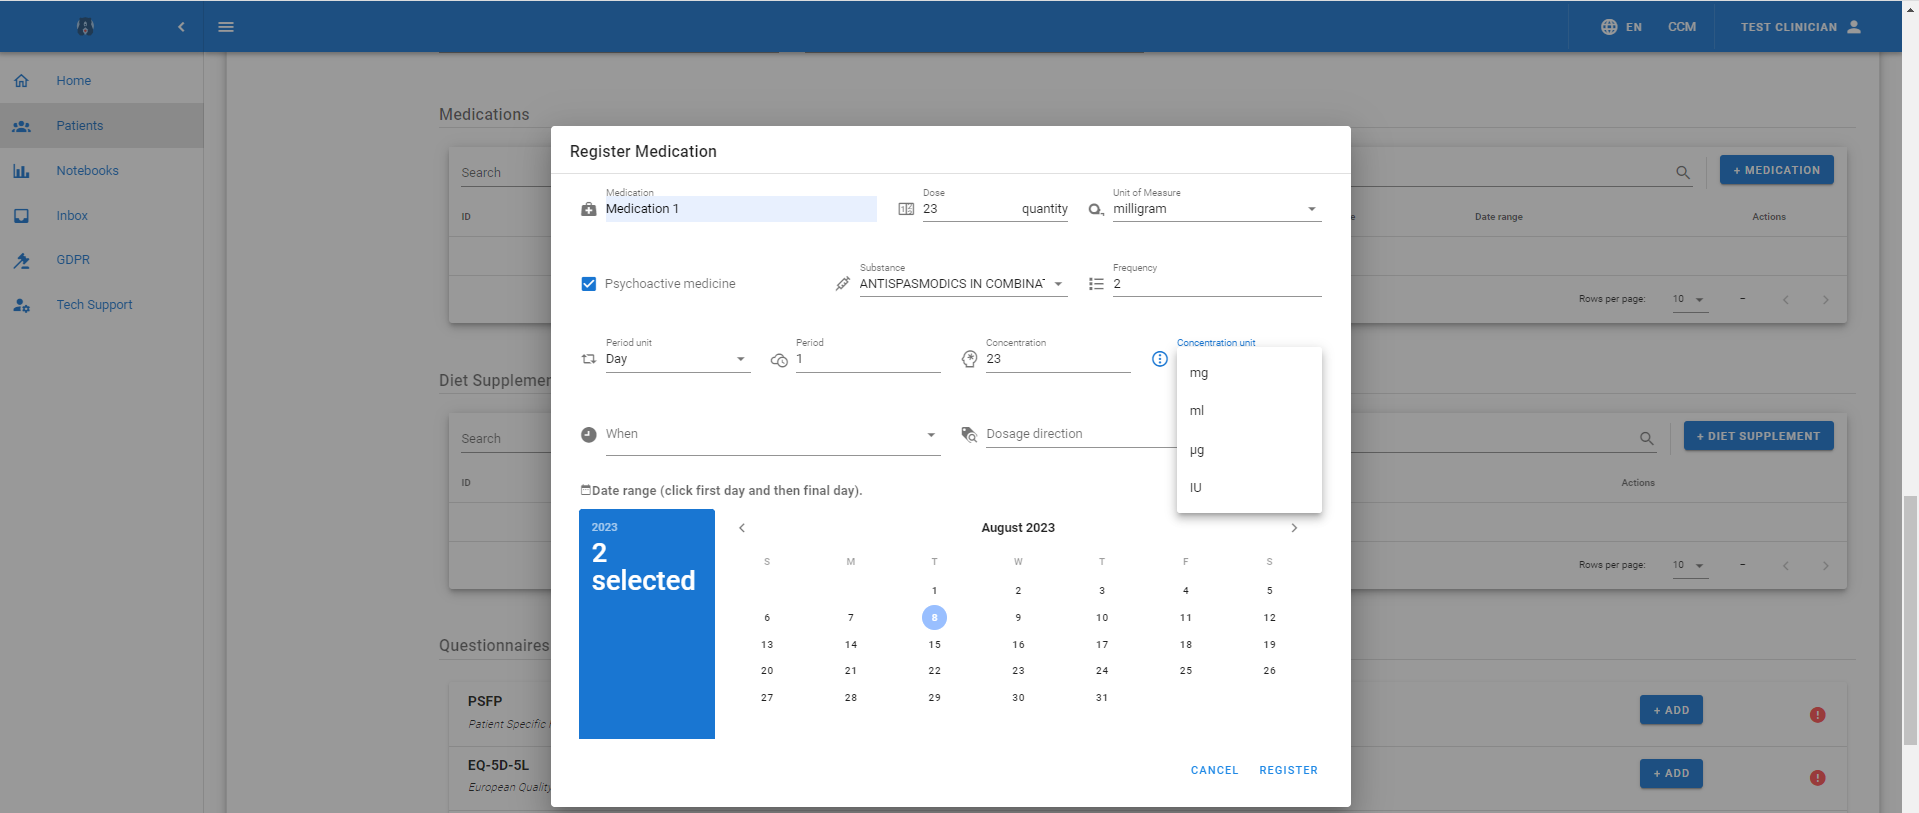 EN
CCM
TEST CLINICIAN
Home
Patients
Notebooks
Inbox
GDPR
Tech Support
Medications
Search
+ MEDICATION
ID
Date range
Actions
Rows per page:
10
–
Register Medication
Medication
Medication 1
Dose
23
quantity
Unit of Measure
milligram
Psychoactive medicine
Substance
ANTISPASMODICS IN COMBINAT
Frequency
2
Period unit
Day
Period
1
Concentration
23
Concentration unit
mg
ml
µg
IU
When
Dosage direction
Date range (click first day and then final day).
2023
2
selected
August 2023
S M T W T F S
1 2 3 4 5
6 7 8 9 10 11 12
13 14 15 16 17 18 19
20 21 22 23 24 25 26
27 28 29 30 31
CANCEL
REGISTER
Diet Supplemen
Search
+ DIET SUPPLEMENT
ID
Actions
Rows per page:
10
–
Questionnaires
PSFP
Patient Specific
+ ADD
EQ-5D-5L
European Quality
+ ADD